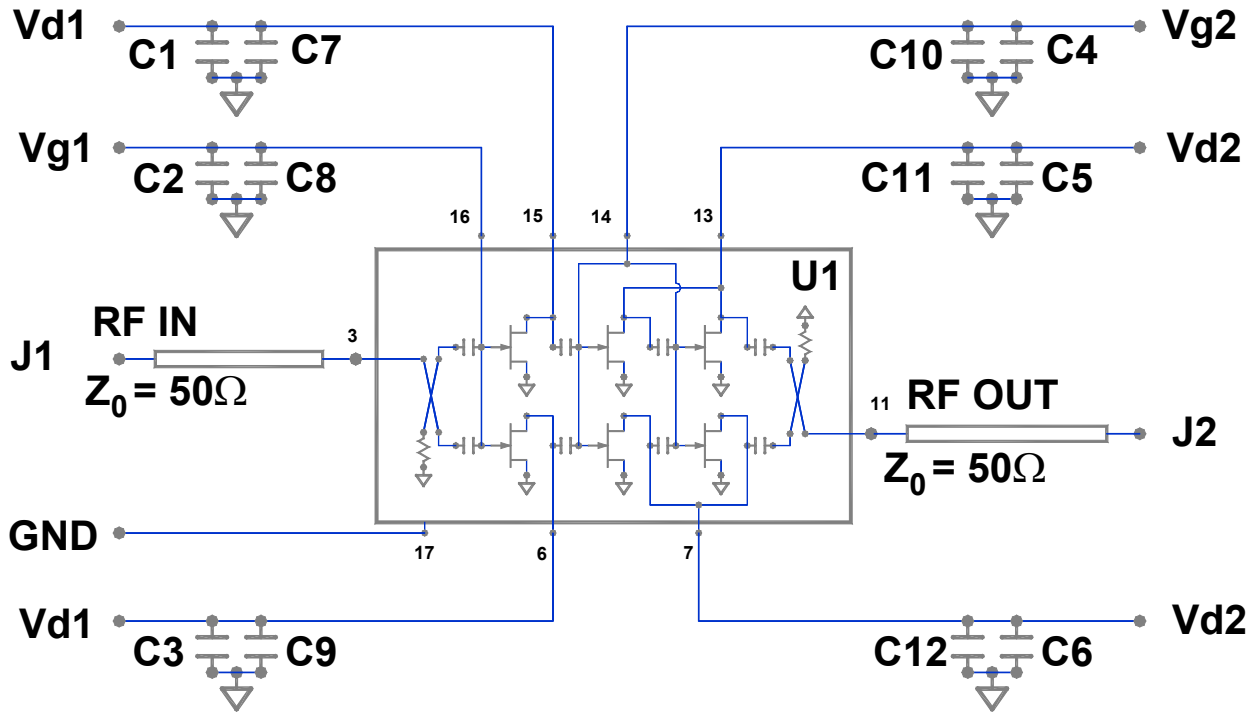 Vd1
C1
C7
C10
C4
Vg2
Vg1
C2
C8
C11
C5
Vd2
16
15
14
13
U1
RF IN
J1
3
Z₀ = 50Ω
11
RF OUT
J2
Z₀ = 50Ω
GND
17
6
7
Vd1
C3
C9
C12
C6
Vd2